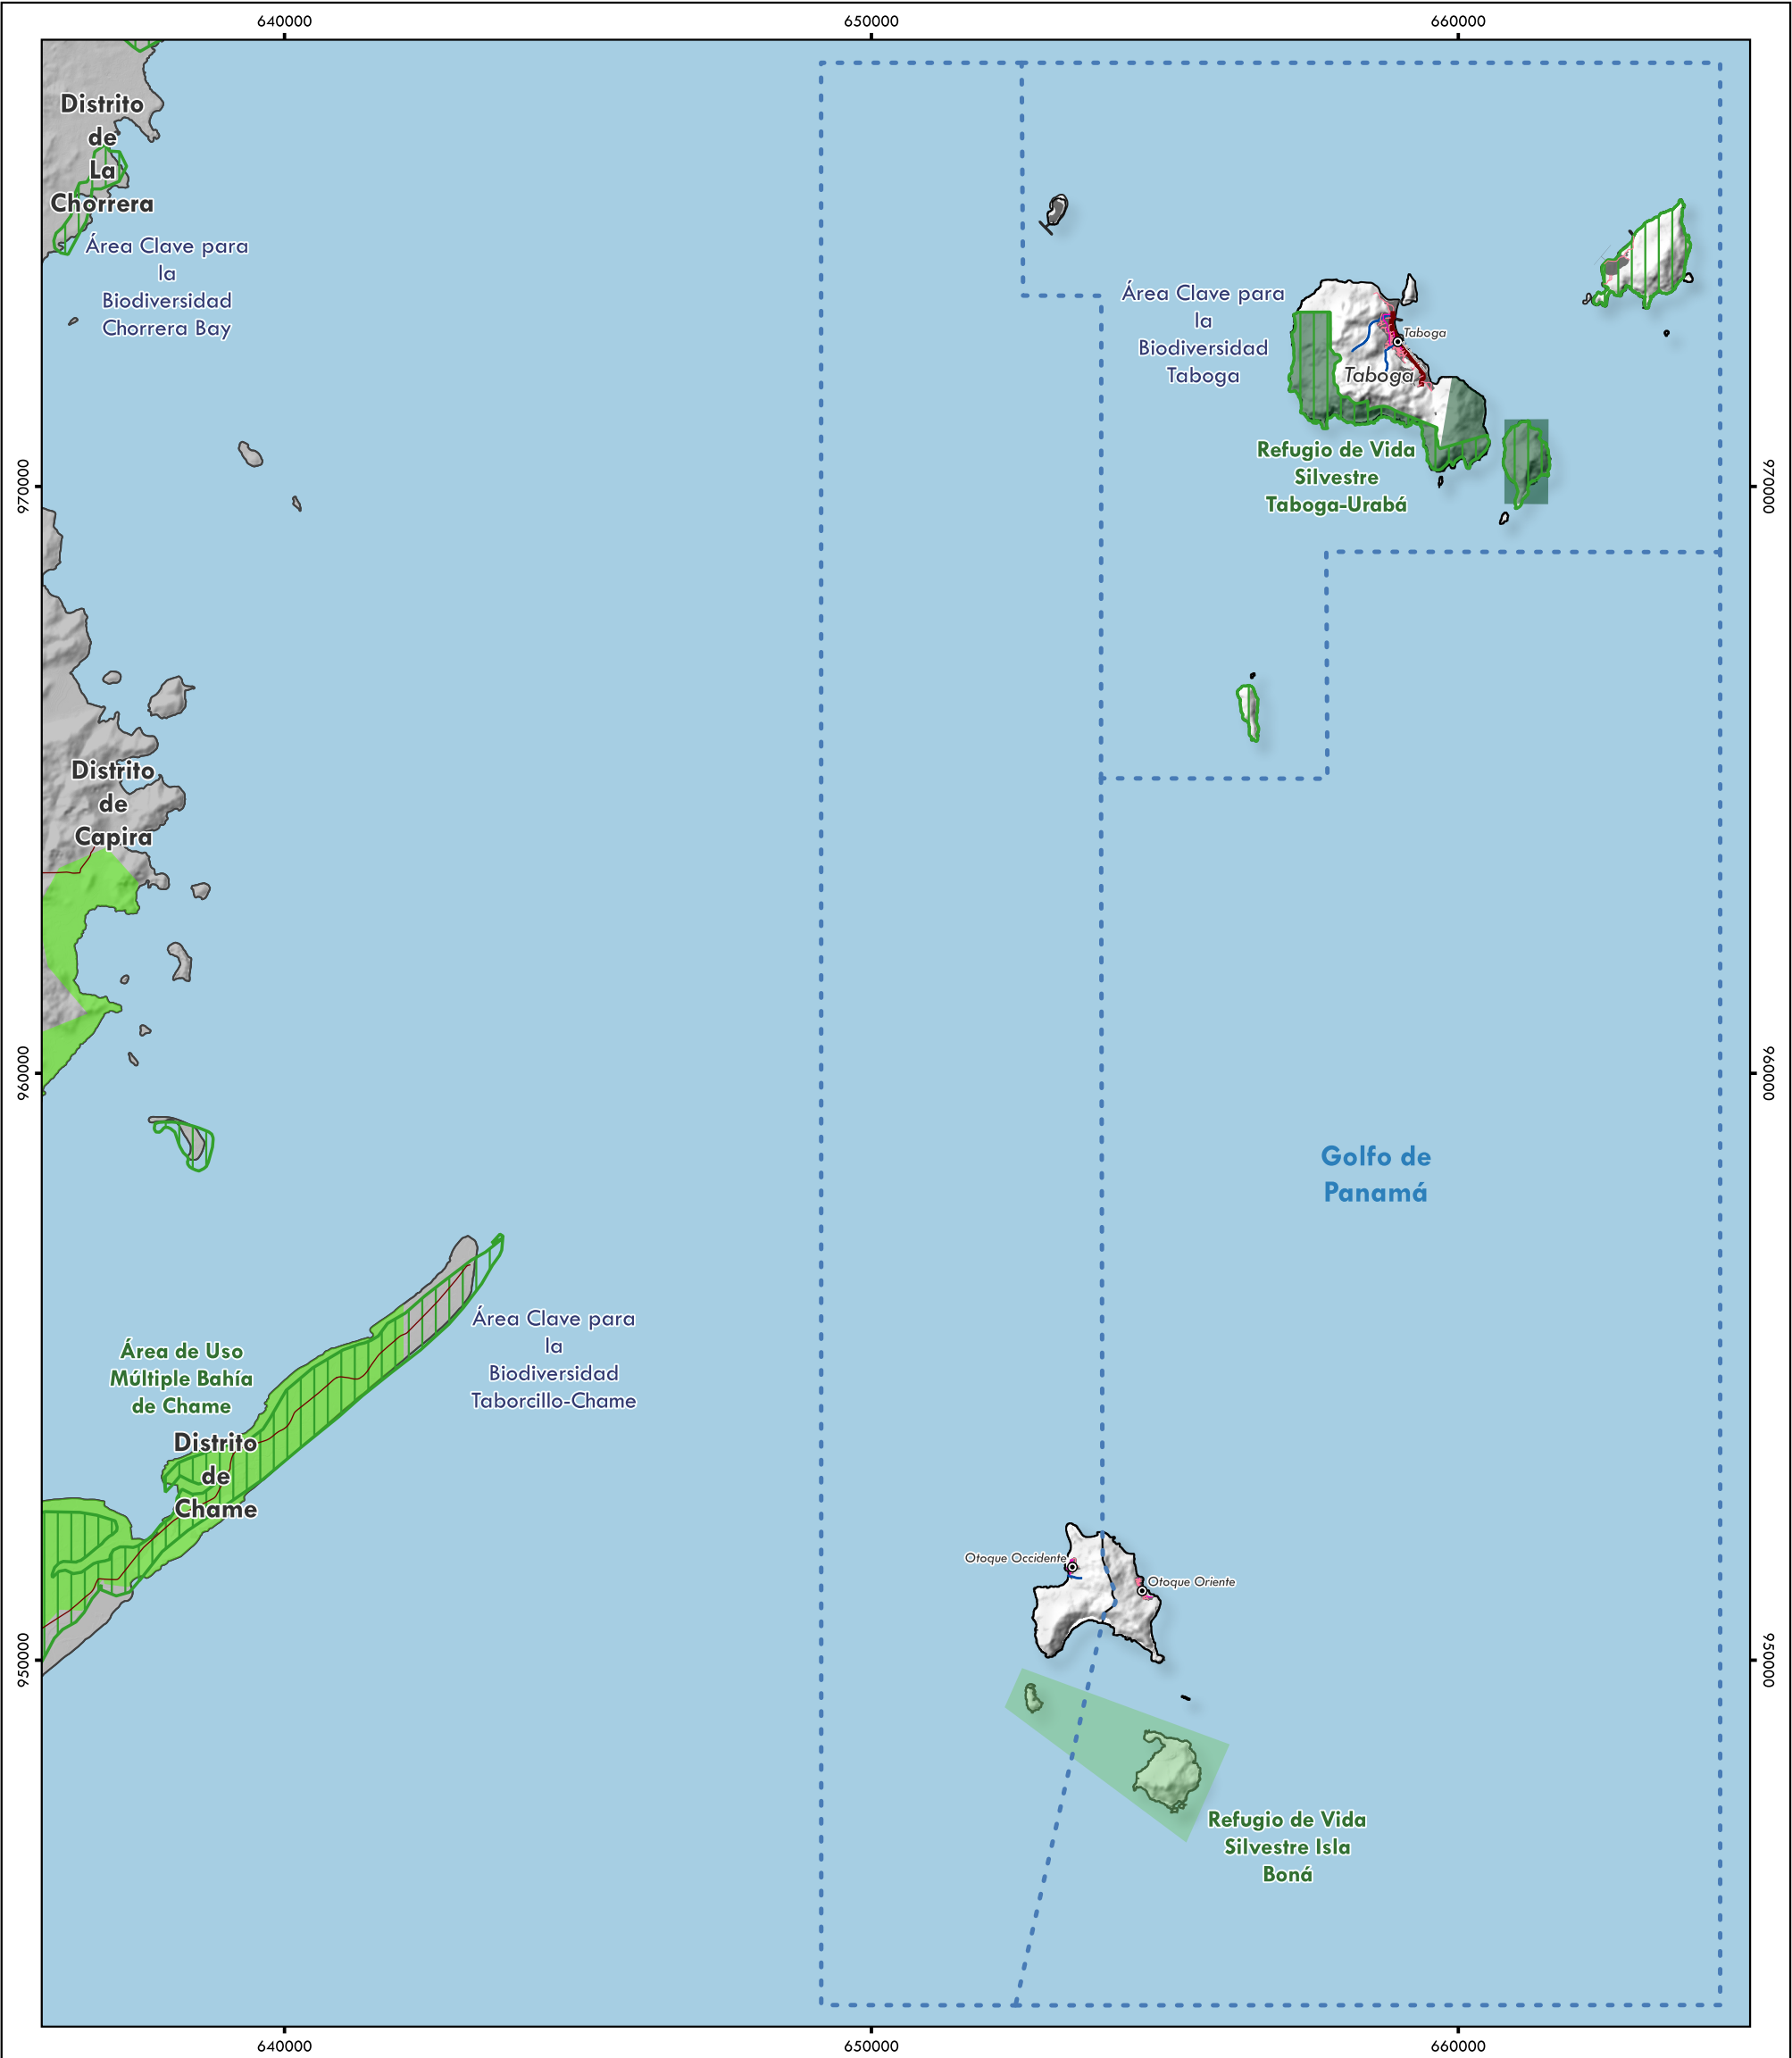 640000
650000
660000
Distrito
de
La
Chorrera
Área Clave para
la
Biodiversidad
Chorrera Bay
Área Clave para
la
Biodiversidad
Taboga
Taboga
Taboga
Refugio de Vida
Silvestre
Taboga-Urabá
970000
970000
Distrito
de
Capira
960000
960000
Golfo de
Panamá
Área de Uso
Múltiple Bahía
de Chame
Área Clave para
la
Biodiversidad
Taborcillo-Chame
Distrito
de
Chame
Otoque Occidente
Otoque Oriente
950000
950000
Refugio de Vida
Silvestre Isla
Boná
640000
650000
660000